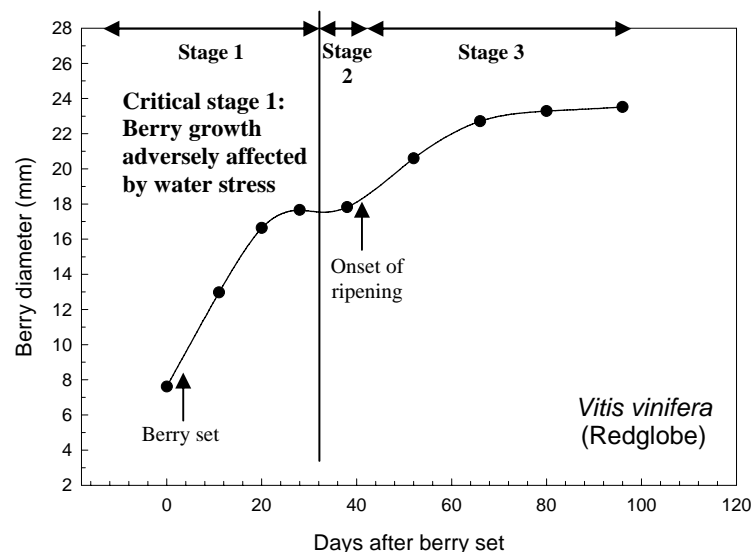 Stage 1
Stage
2
Stage 3
Critical stage 1:
Berry growth
adversely affected
by water stress
Onset of
ripening
Berry set
Vitis vinifera
(Redglobe)
Berry diameter (mm)
28
26
24
22
20
18
16
14
12
10
8
6
4
2
0 20 40 60 80 100 120
Days after berry set